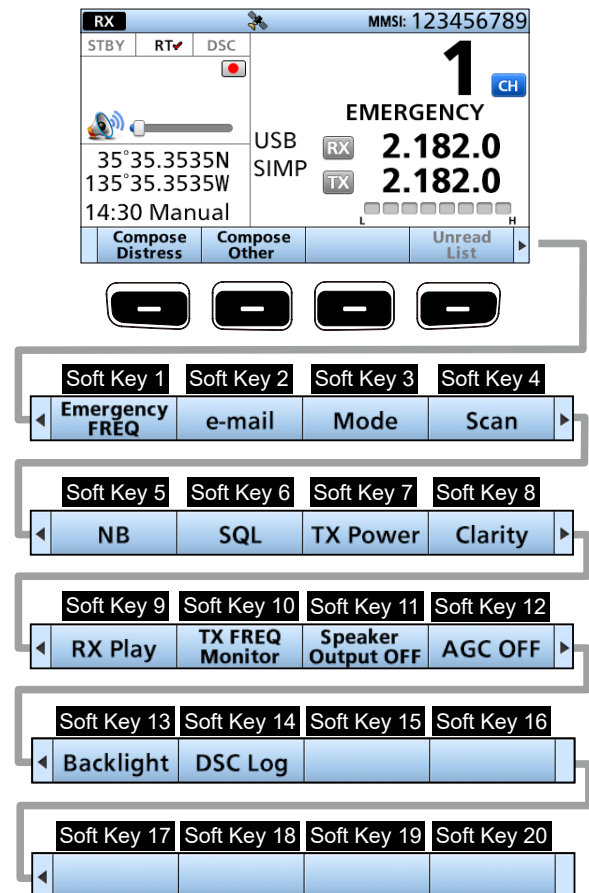 RX MMSI: 123456789
STBY RT✔ DSC
1 CH
EMERGENCY
USB RX 2.182.0
SIMP TX 2.182.0
35°35.3535N
135°35.3535W
14:30 Manual
L H
Compose Distress Compose Other Unread List
Soft Key 1 Soft Key 2 Soft Key 3 Soft Key 4
Emergency FREQ e-mail Mode Scan
Soft Key 5 Soft Key 6 Soft Key 7 Soft Key 8
NB SQL TX Power Clarity
Soft Key 9 Soft Key 10 Soft Key 11 Soft Key 12
RX Play TX FREQ Monitor Speaker Output OFF AGC OFF
Soft Key 13 Soft Key 14 Soft Key 15 Soft Key 16
Backlight DSC Log
Soft Key 17 Soft Key 18 Soft Key 19 Soft Key 20